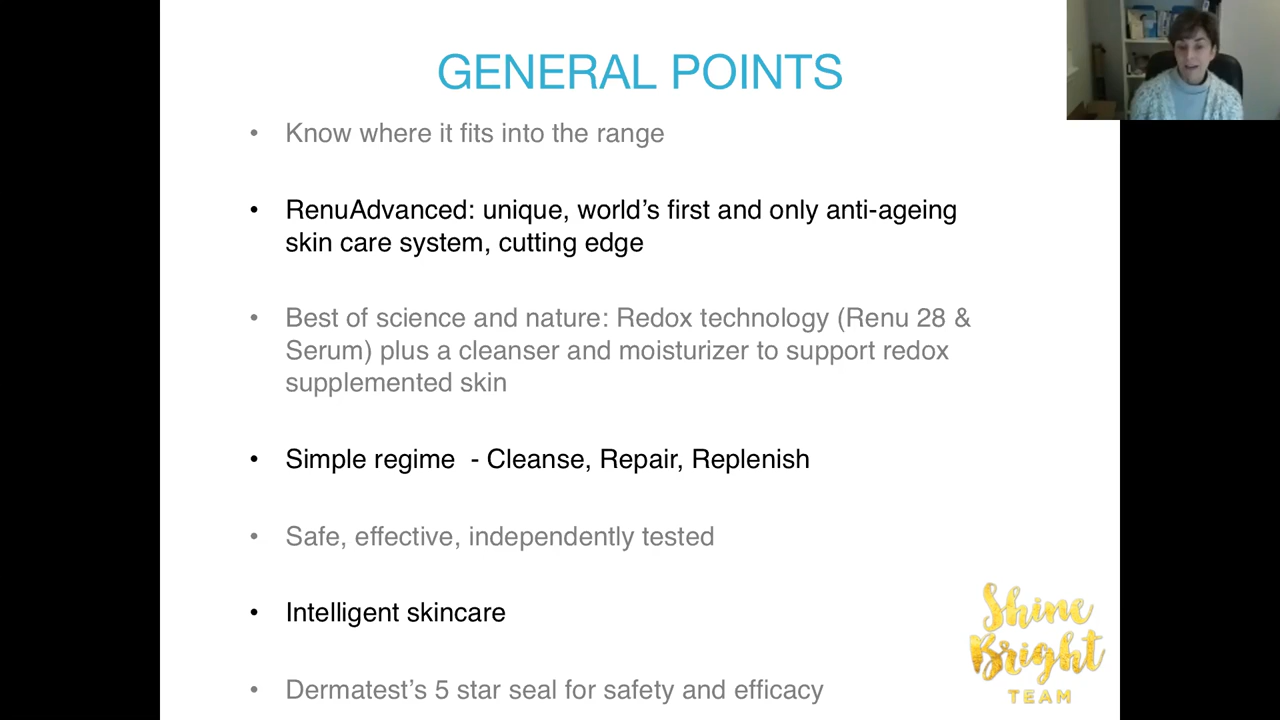 GENERAL POINTS
• Know where it fits into the range
• RenuAdvanced: unique, world’s first and only anti-ageing
skin care system, cutting edge
• Best of science and nature: Redox technology (Renu 28 &
Serum) plus a cleanser and moisturizer to support redox
supplemented skin
• Simple regime  - Cleanse, Repair, Replenish
• Safe, effective, independently tested
• Intelligent skincare
• Dermatest’s 5 star seal for safety and efficacy
Shine
Bright
TEAM